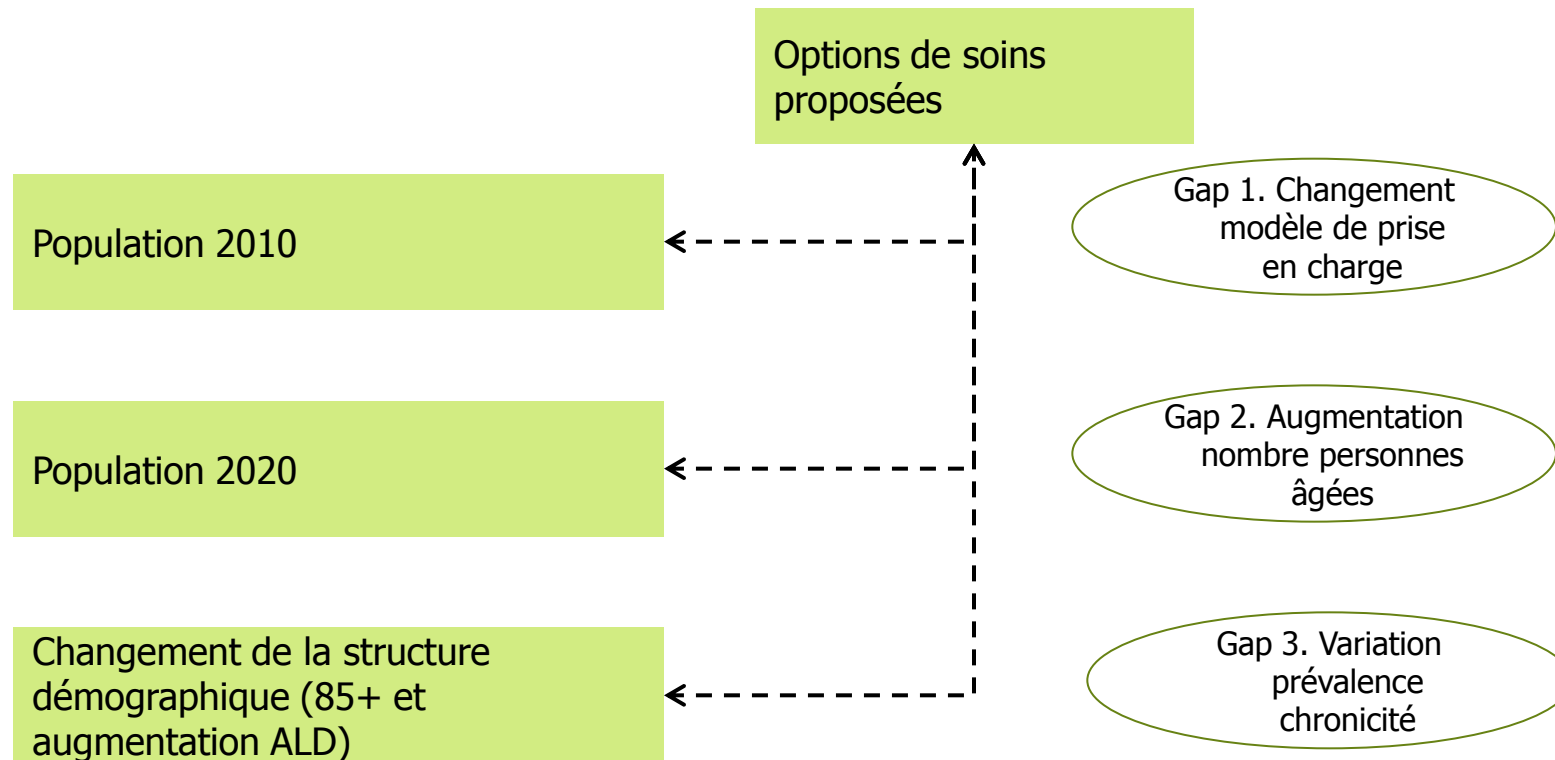 Options de soins
proposées
Population 2010
Gap 1. Changement
modèle de prise
en charge
Population 2020
Gap 2. Augmentation
nombre personnes
âgées
Changement de la structure
démographique (85+ et
augmentation ALD)
Gap 3. Variation
prévalence
chronicité